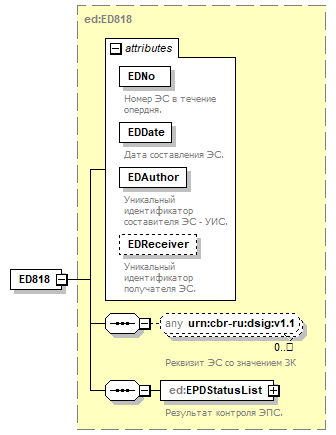 ed:ED818
attributes
EDNo
Номер ЭС в течение
опердня.
EDDate
Дата составления ЭС.
EDAuthor
Уникальный
идентификатор
составителя ЭС - УИС.
EDReceiver
Уникальный
идентификатор
получателя ЭС.
ED818
any urn:cbr-ru:dsig:v1.1
0..□
Реквизит ЭС со значением ЗК
ed:EPDStatusList
Результат контроля ЭПС.